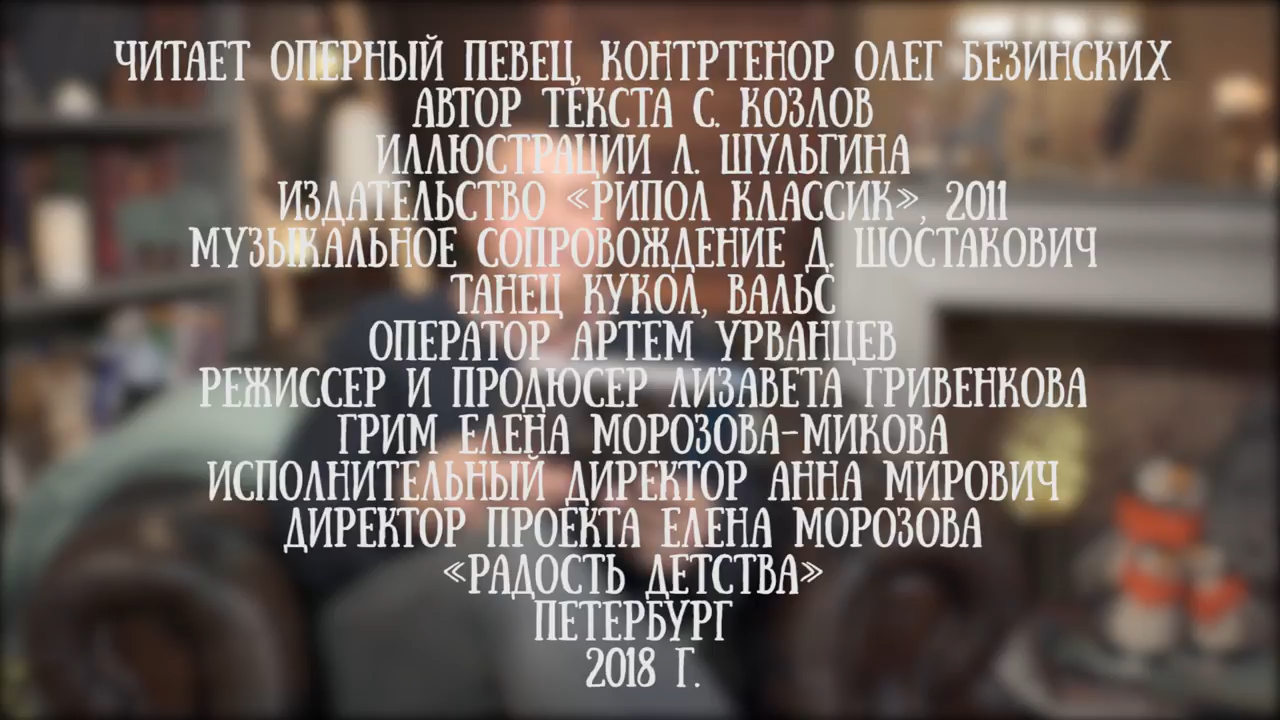 ЧИТАЕТ ОПЕРНЫЙ ПЕВЕЦ, КОНТРТЕНОР ОЛЕГ БЕЗИНСКИХ
АВТОР ТЕКСТА С. КОЗЛОВ
ИЛЛЮСТРАЦИИ Л. ШУЛЬГИНА
ИЗДАТЕЛЬСТВО «РИПОЛ КЛАССИК», 2011
МУЗЫКАЛЬНОЕ СОПРОВОЖДЕНИЕ Д. ШОСТАКОВИЧ
ТАНЕЦ КУКОЛ, ВАЛЬС
ОПЕРАТОР АРТЕМ УРВАНЦЕВ
РЕЖИССЕР И ПРОДЮСЕР ЛИЗАВЕТА ГРИВЕНКОВА
ГРИМ ЕЛЕНА МОРОЗОВА-МИКОВА
ИСПОЛНИТЕЛЬНЫЙ ДИРЕКТОР АННА МИРОВИЧ
ДИРЕКТОР ПРОЕКТА ЕЛЕНА МОРОЗОВА
«РАДОСТЬ ДЕТСТВА»
ПЕТЕРБУРГ
2018 Г.